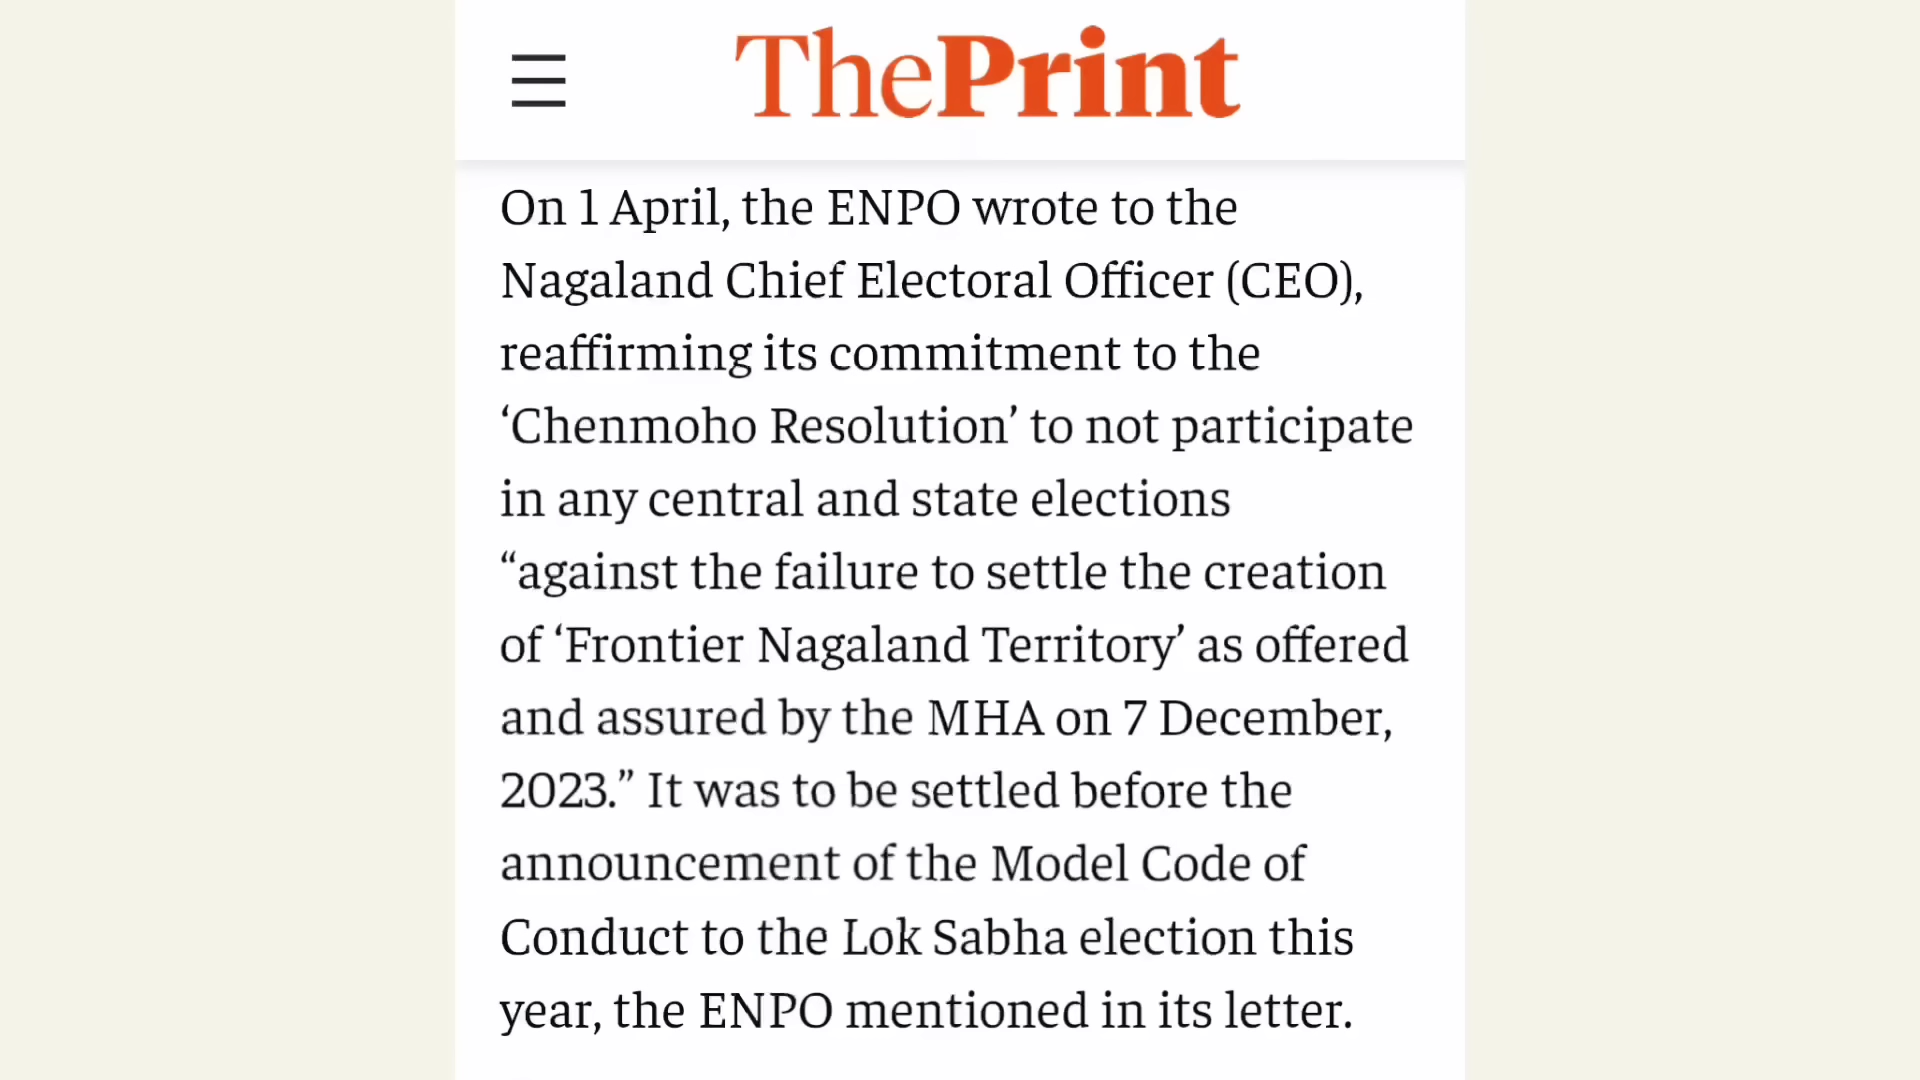 ThePrint
On 1 April, the ENPO wrote to the
Nagaland Chief Electoral Officer (CEO),
reaffirming its commitment to the
‘Chenmoho Resolution’ to not participate
in any central and state elections
“against the failure to settle the creation
of ‘Frontier Nagaland Territory’ as offered
and assured by the MHA on 7 December,
2023.” It was to be settled before the
announcement of the Model Code of
Conduct to the Lok Sabha election this
year, the ENPO mentioned in its letter.